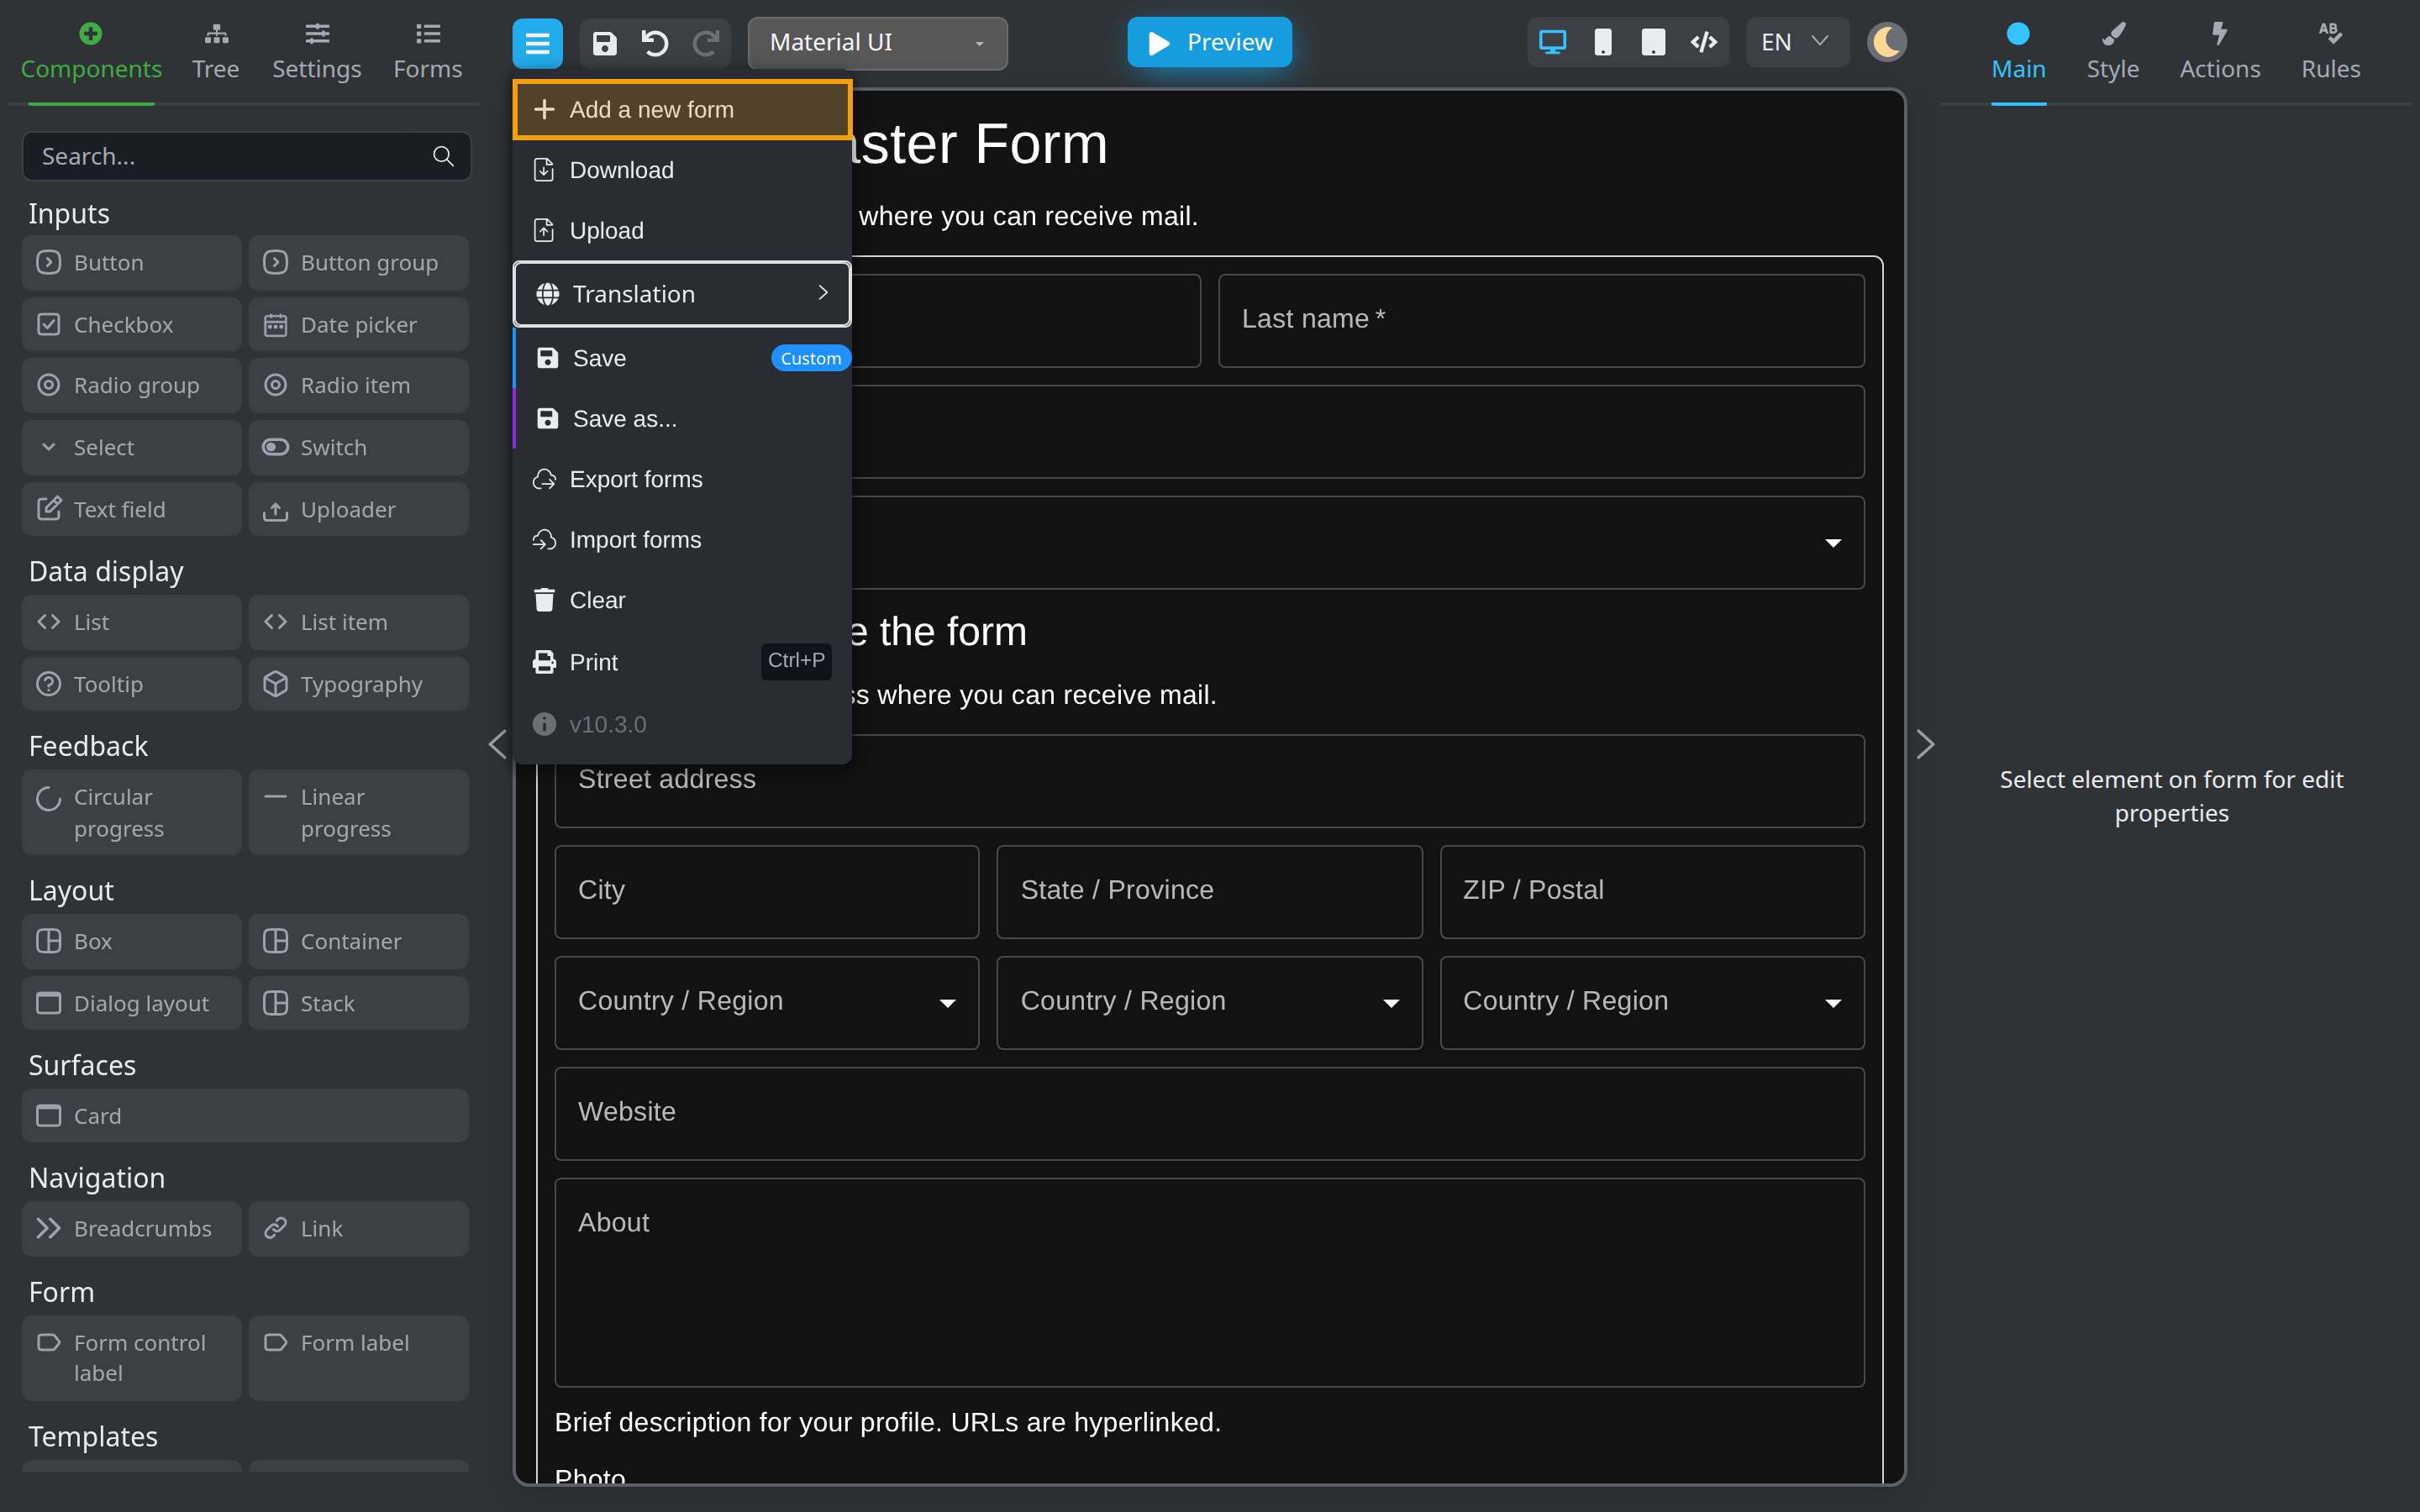 Components
Tree
Settings
Forms
Material UI
Preview
EN
Main
Style
Actions
Rules
Search...
Inputs
Button
Button group
Checkbox
Date picker
Radio group
Radio item
Select
Switch
Text field
Uploader
Data display
List
List item
Tooltip
Typography
Feedback
Circular
progress
Linear
progress
Layout
Box
Container
Dialog layout
Stack
Surfaces
Card
Navigation
Breadcrumbs
Link
Form
Form control
label
Form label
Templates
Add a new form
Download
Upload
Translation
Save
Custom
Save as...
Export forms
Import forms
Clear
Print
Ctrl+P
v10.3.0
Form
where you can receive mail.
Last name *
the form
where you can receive mail.
Street address
City
State / Province
ZIP / Postal
Country / Region
Country / Region
Country / Region
Website
About
Brief description for your profile. URLs are hyperlinked.
Photo
Select element on form for edit
properties